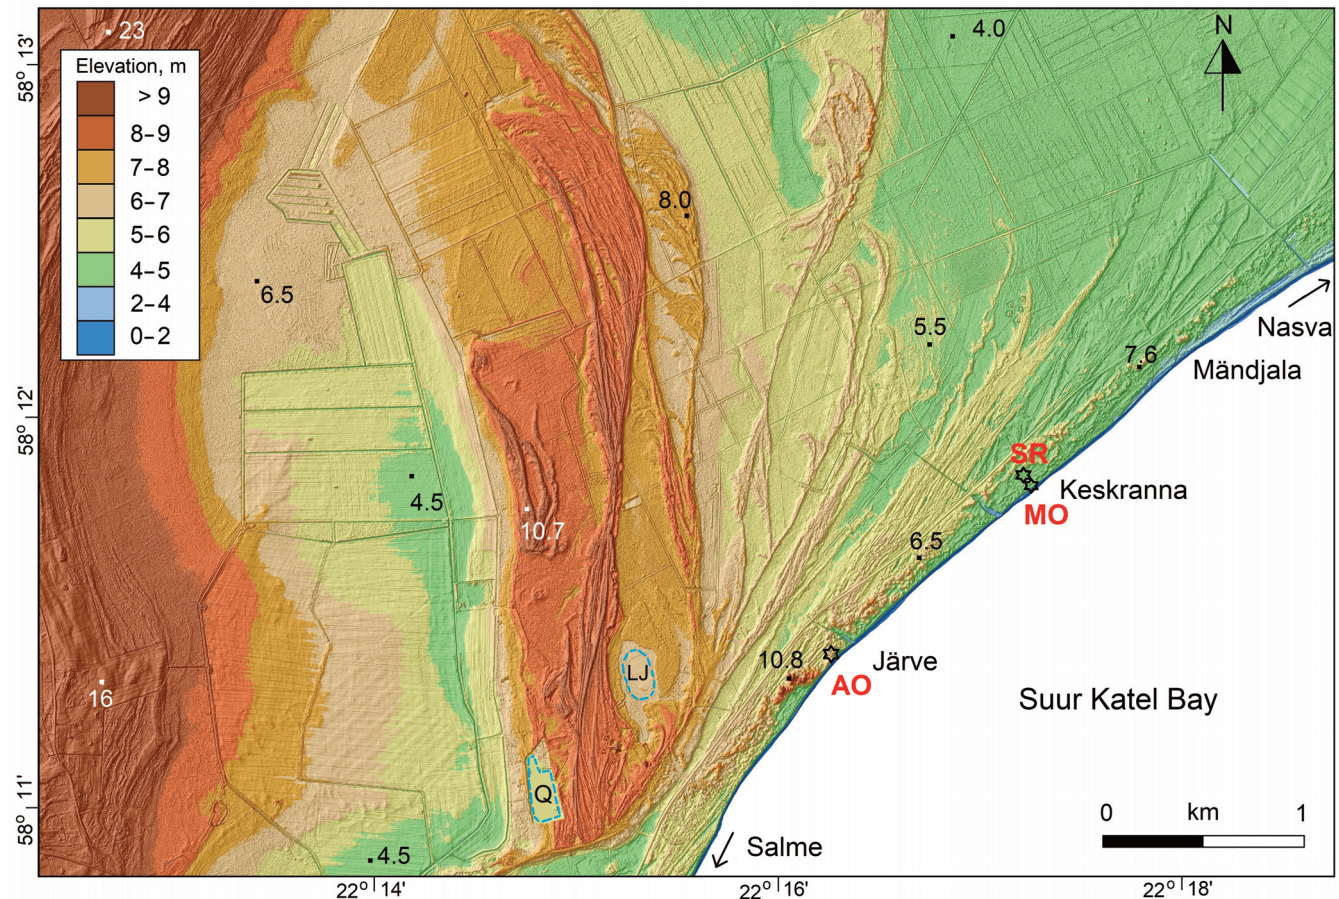 23
4.0
N
58° 13'
Elevation, m
> 9
8–9
7–8
6–7
5–6
4–5
2–4
0–2
8.0
6.5
5.5
Nasva
7.6
Mändjala
58° 12'
SR
4.5
Keskranna
MO
10.7
6.5
10.8
Järve
LJ
AO
16
Suur Katel Bay
Q
58° 11'
0 km 1
Salme
4.5
22° 14'
22° 16'
22° 18'